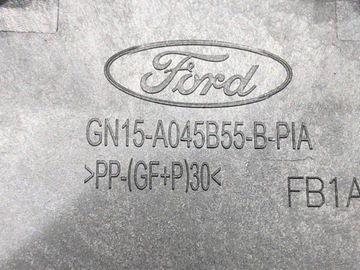 Ford
GN15-A045B55-B-PIA
>PP-(GF+P)30<
FB1A